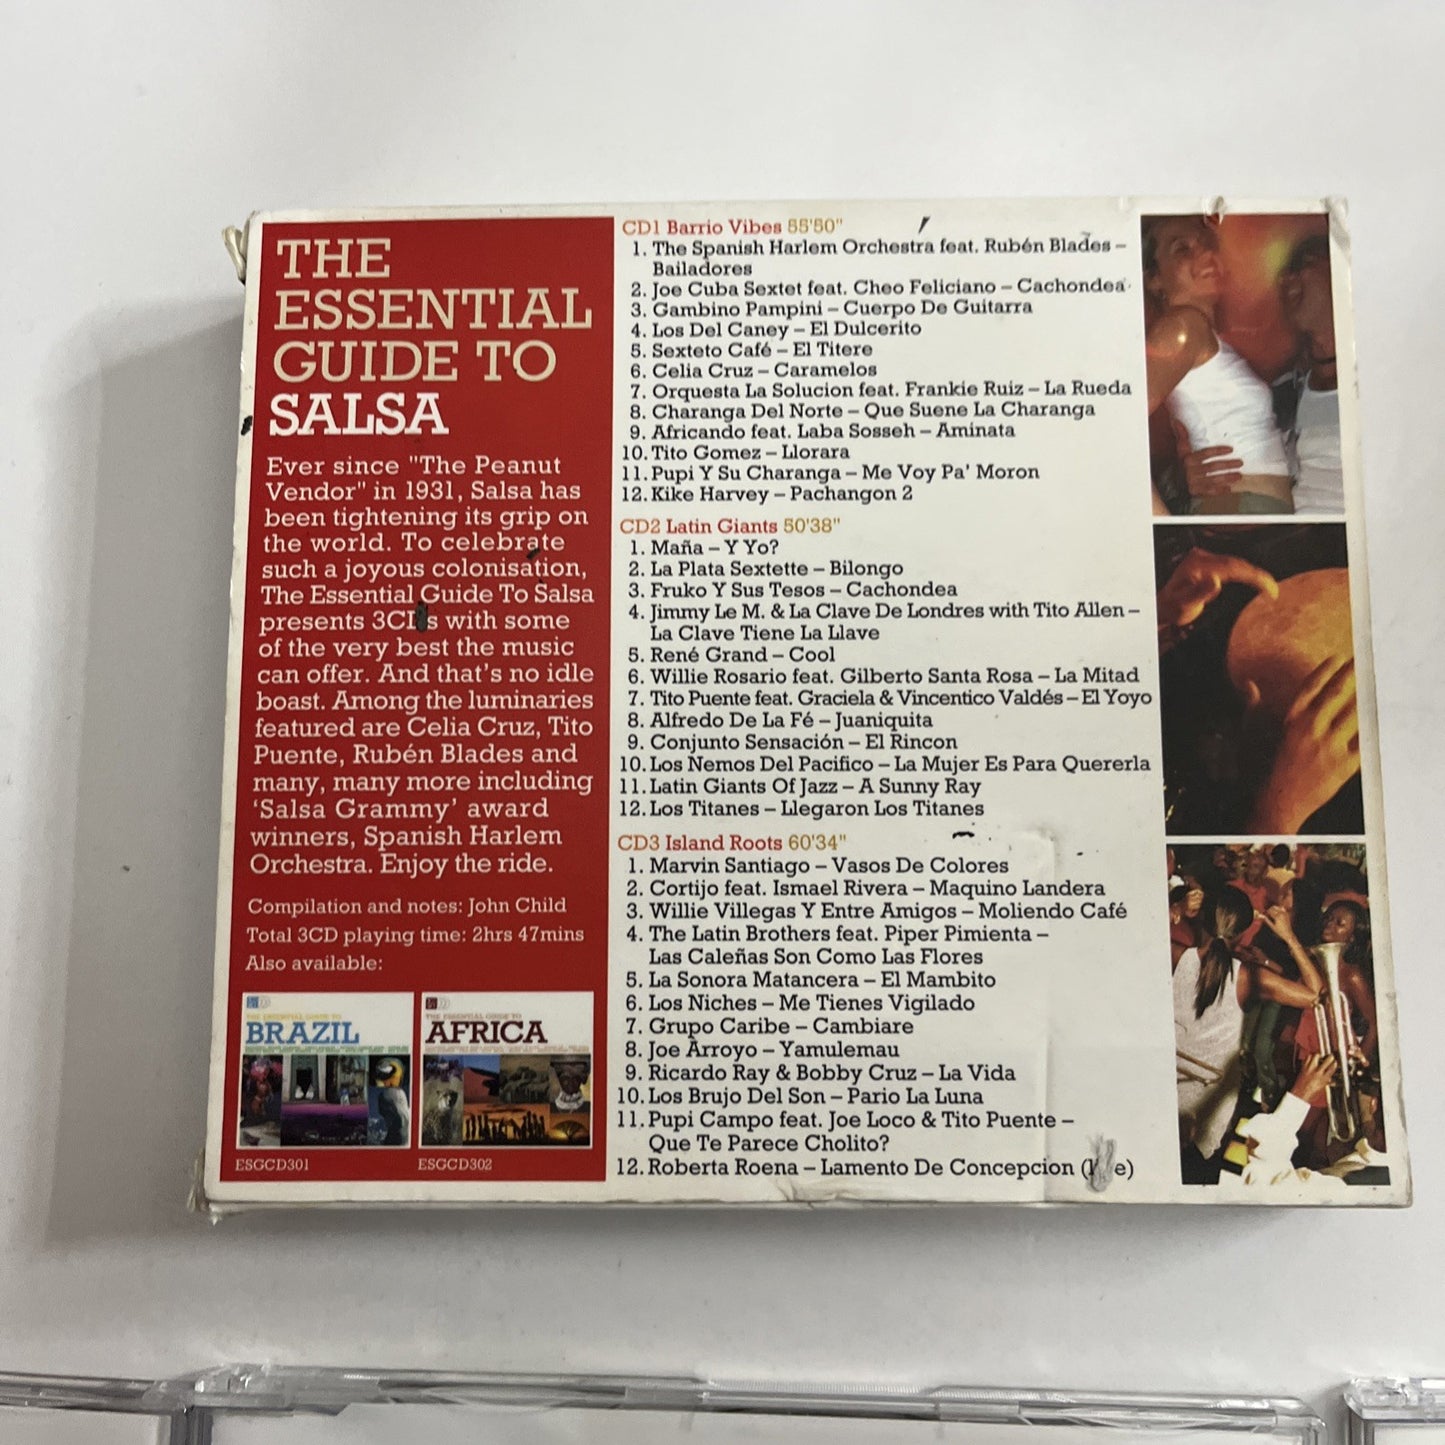 THE
ESSENTIAL
GUIDE TO
SALSA
Ever since "The Peanut
Vendor" in 1931, Salsa has
been tightening its grip on
the world. To celebrate
such a joyous colonisation,
The Essential Guide To Salsa
presents 3CD's with some
of the very best the music
can offer. And that's no idle
boast. Among the luminaries
featured are Celia Cruz, Tito
Puente, Rubén Blades and
many, many more including
'Salsa Grammy' award
winners, Spanish Harlem
Orchestra. Enjoy the ride.
Compilation and notes: John Child
Total 3CD playing time: 2hrs 47mins
Also available:
THE ESSENTIAL GUIDE TO
BRAZIL
ESGCD301
THE ESSENTIAL GUIDE TO
AFRICA
ESGCD302
CD1 Barrio Vibes 55'50"
1. The Spanish Harlem Orchestra feat. Rubén Blades –
Bailadores
2. Joe Cuba Sextet feat. Cheo Feliciano – Cachondea
3. Gambino Pampini – Cuerpo De Guitarra
4. Los Del Caney – El Dulcerito
5. Sexteto Café – El Titere
6. Celia Cruz – Caramelos
7. Orquesta La Solucion feat. Frankie Ruiz – La Rueda
8. Charanga Del Norte – Que Suene La Charanga
9. Africando feat. Laba Sosseh – Aminata
10. Tito Gomez – Llorara
11. Pupi Y Su Charanga – Me Voy Pa' Moron
12. Kike Harvey – Pachangon 2
CD2 Latin Giants 50'38"
1. Maña – Y Yo?
2. La Plata Sextette – Bilongo
3. Fruko Y Sus Tesos – Cachondea
4. Jimmy Le M. & La Clave De Londres with Tito Allen –
La Clave Tiene La Llave
5. René Grand – Cool
6. Willie Rosario feat. Gilberto Santa Rosa – La Mitad
7. Tito Puente feat. Graciela & Vincentico Valdés – El Yoyo
8. Alfredo De La Fé – Juaniquita
9. Conjunto Sensación – El Rincon
10. Los Nemos Del Pacifico – La Mujer Es Para Quererla
11. Latin Giants Of Jazz – A Sunny Ray
12. Los Titanes – Llegaron Los Titanes
CD3 Island Roots 60'34"
1. Marvin Santiago – Vasos De Colores
2. Cortijo feat. Ismael Rivera – Maquino Landera
3. Willie Villegas Y Entre Amigos – Moliendo Café
4. The Latin Brothers feat. Piper Pimienta –
Las Caleñas Son Como Las Flores
5. La Sonora Matancera – El Mambito
6. Los Niches – Me Tienes Vigilado
7. Grupo Caribe – Cambiare
8. Joe Arroyo – Yamulemau
9. Ricardo Ray & Bobby Cruz – La Vida
10. Los Brujo Del Son – Pario La Luna
11. Pupi Campo feat. Joe Loco & Tito Puente –
Que Te Parece Cholito?
12. Roberta Roena – Lamento De Concepcion